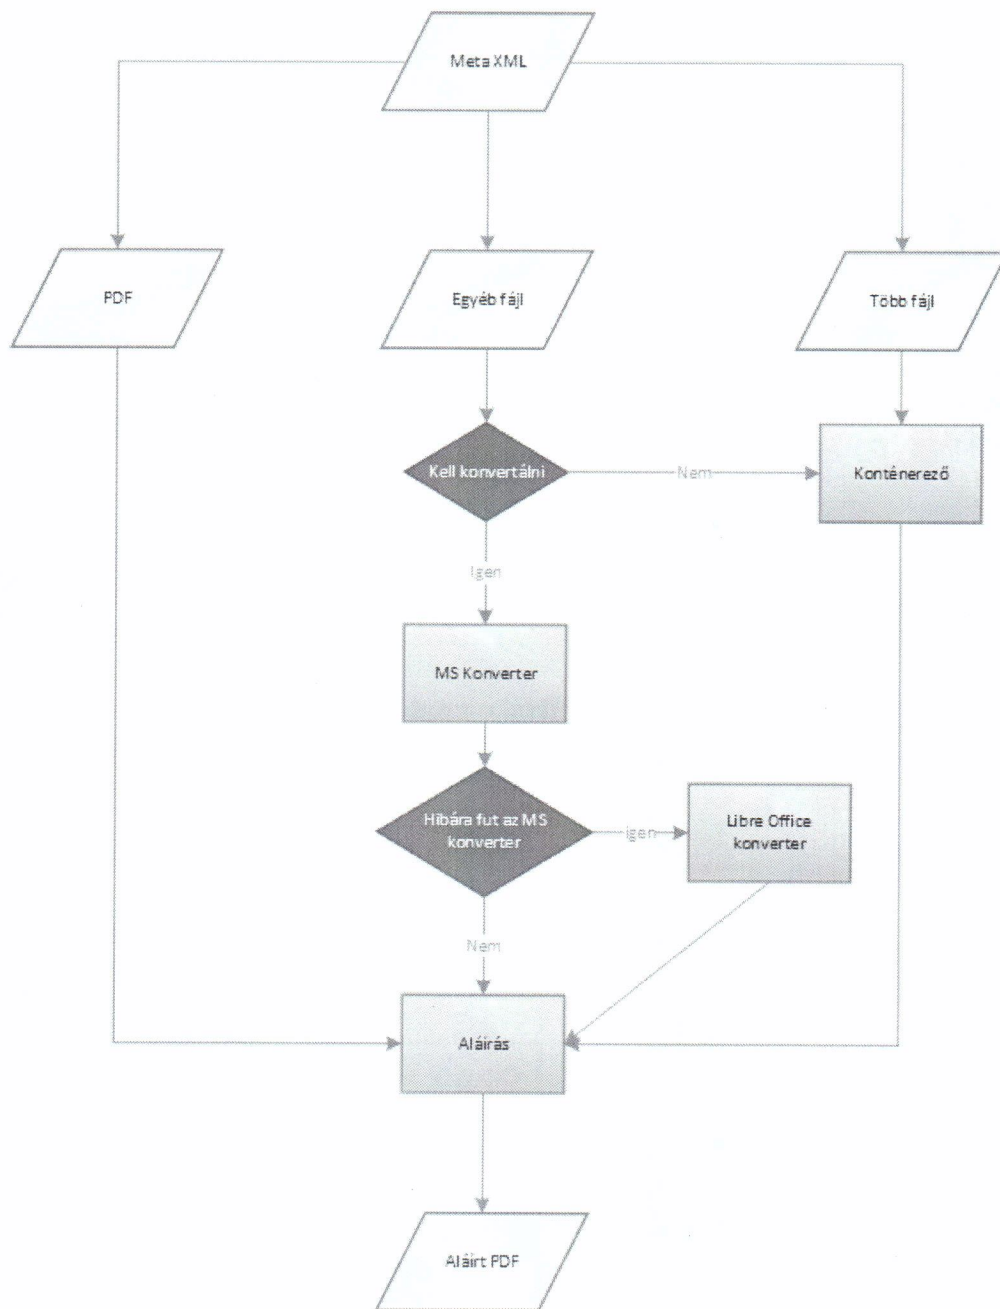 Meta XML
PDF
Egyéb fájl
Több fájl
Kell konvertálni
Nem
Konténerező
Igen
MS Konverter
Hibára fut az MS
konverter
Igen
Libre Office
konverter
Nem
Aláírás
Aláírt PDF